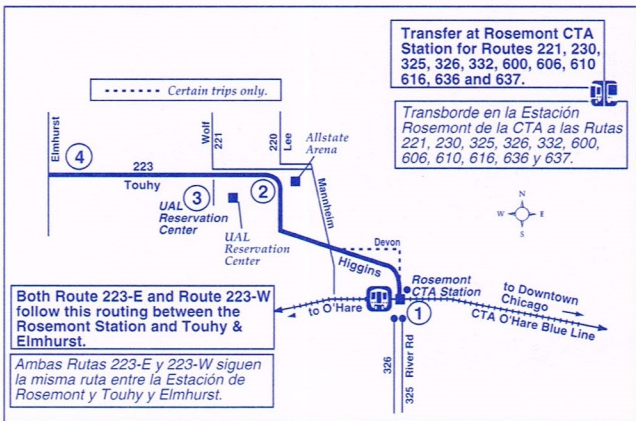 Transfer at Rosemont CTA
Station for Routes 221, 230,
325, 326, 332, 600, 606, 610
616, 636 and 637.
Transborde en la Estación
Rosemont de la CTA a las Rutas
221, 230, 325, 326, 332, 600,
606, 610, 616, 636 y 637.
Certain trips only.
Elmhurst
4
223
Touhy
Wolf
221
220
Lee
Allstate
Arena
Mannheim
3
UAL
Reservation
Center
2
UAL
Reservation
Center
Devon
Higgins
Rosemont
CTA Station
1
to O'Hare
to Downtown
Chicago
CTA O'Hare Blue Line
N
W
E
S
326
325
River Rd
Both Route 223-E and Route 223-W
follow this routing between the
Rosemont Station and Touhy &
Elmhurst.
Ambas Rutas 223-E y 223-W siguen
la misma ruta entre la Estación de
Rosemont y Touhy y Elmhurst.